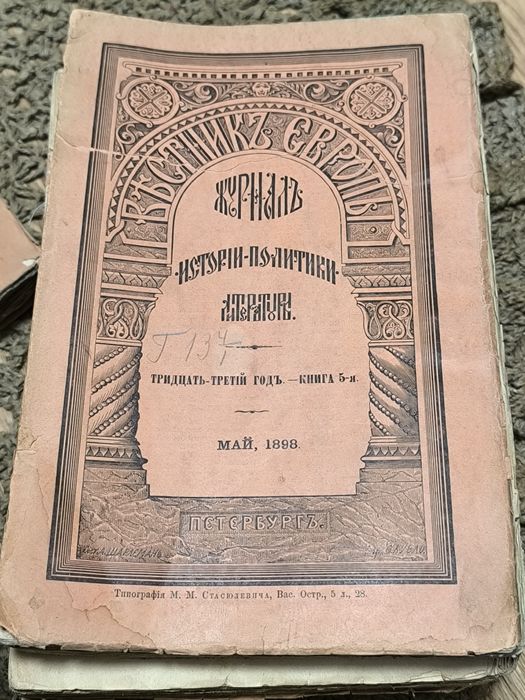 ВѢСТНИКЪ ЕВРОПЫ
ЖУРНАЛЪ
ИСТОРІИ-ПОЛИТИКИ
ЛИТЕРАТУРЫ.
Г 137
ТРИДЦАТЬ-ТРЕТІЙ ГОДЪ. — КНИГА 5-я.
МАЙ, 1898.
ПЕТЕРБУРГЪ.
Типографія М. М. Стасюлевича, Вас. Остр., 5 л., 28.